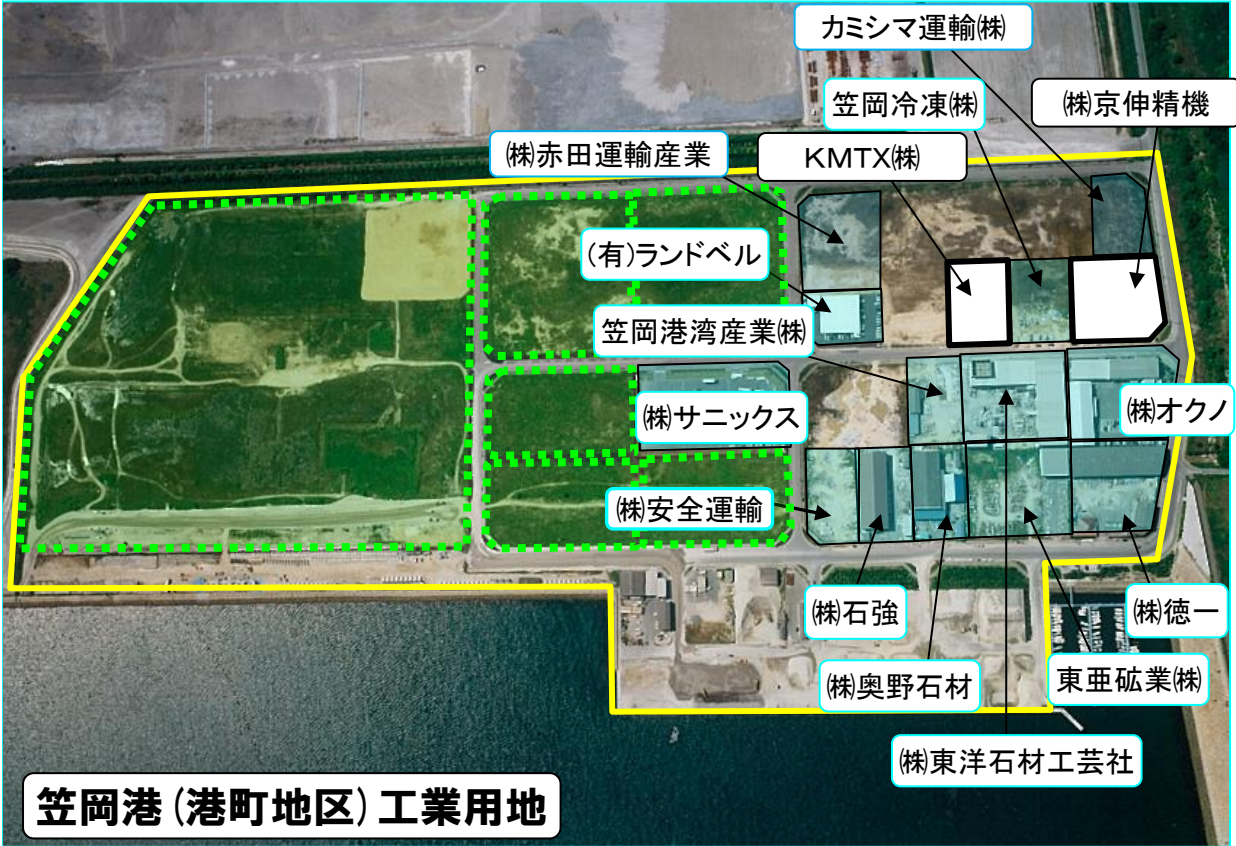 カミシマ運輸㈱
笠岡冷凍㈱
㈱京伸精機
㈱赤田運輸産業
KMTX㈱
(有)ランドベル
笠岡港湾産業㈱
㈱サニックス
㈱オクノ
㈱安全運輸
㈱石強
㈱徳一
㈱奥野石材
東亜砿業㈱
㈱東洋石材工芸社
笠岡港(港町地区)工業用地